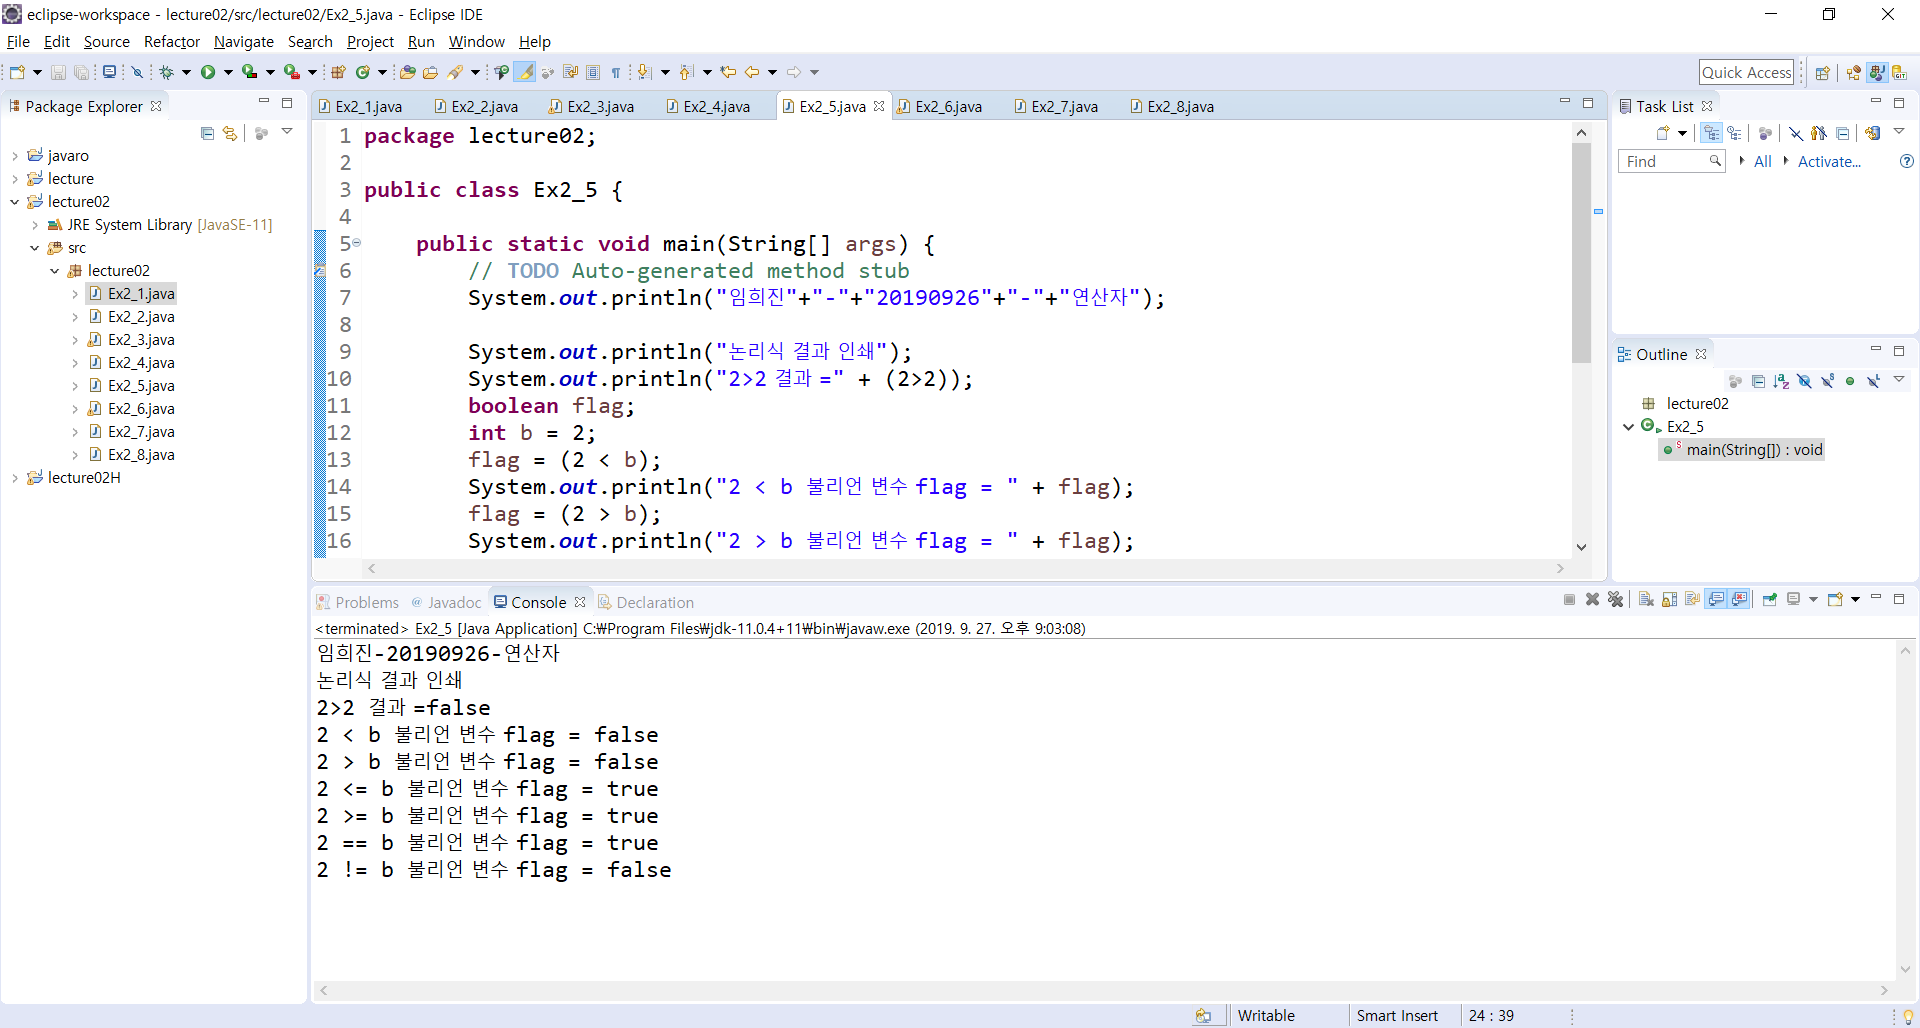 eclipse-workspace - lecture02/src/lecture02/Ex2_5.java - Eclipse IDE
File Edit Source Refactor Navigate Search Project Run Window Help
Quick Access
Package Explorer
javaro
lecture
lecture02
JRE System Library [JavaSE-11]
src
lecture02
Ex2_1.java
Ex2_2.java
Ex2_3.java
Ex2_4.java
Ex2_5.java
Ex2_6.java
Ex2_7.java
Ex2_8.java
lecture02H
Ex2_1.java Ex2_2.java Ex2_3.java Ex2_4.java Ex2_5.java Ex2_6.java Ex2_7.java Ex2_8.java
1 package lecture02;
2
3 public class Ex2_5 {
4
5 public static void main(String[] args) {
6 // TODO Auto-generated method stub
7 System.out.println("임희진"+"-"+"20190926"+"-"+"연산자");
8
9 System.out.println("논리식 결과 인쇄");
10 System.out.println("2>2 결과 =" + (2>2));
11 boolean flag;
12 int b = 2;
13 flag = (2 < b);
14 System.out.println("2 < b 불리언 변수 flag = " + flag);
15 flag = (2 > b);
16 System.out.println("2 > b 불리언 변수 flag = " + flag);
Task List
Find All Activate...
Outline
lecture02
Ex2_5
main(String[]) : void
Problems @ Javadoc Console Declaration
<terminated> Ex2_5 [Java Application] C:₩Program Files₩jdk-11.0.4+11₩bin₩javaw.exe (2019. 9. 27. 오후 9:03:08)
임희진-20190926-연산자
논리식 결과 인쇄
2>2 결과 =false
2 < b 불리언 변수 flag = false
2 > b 불리언 변수 flag = false
2 <= b 불리언 변수 flag = true
2 >= b 불리언 변수 flag = true
2 == b 불리언 변수 flag = true
2 != b 불리언 변수 flag = false
Writable Smart Insert 24 : 39